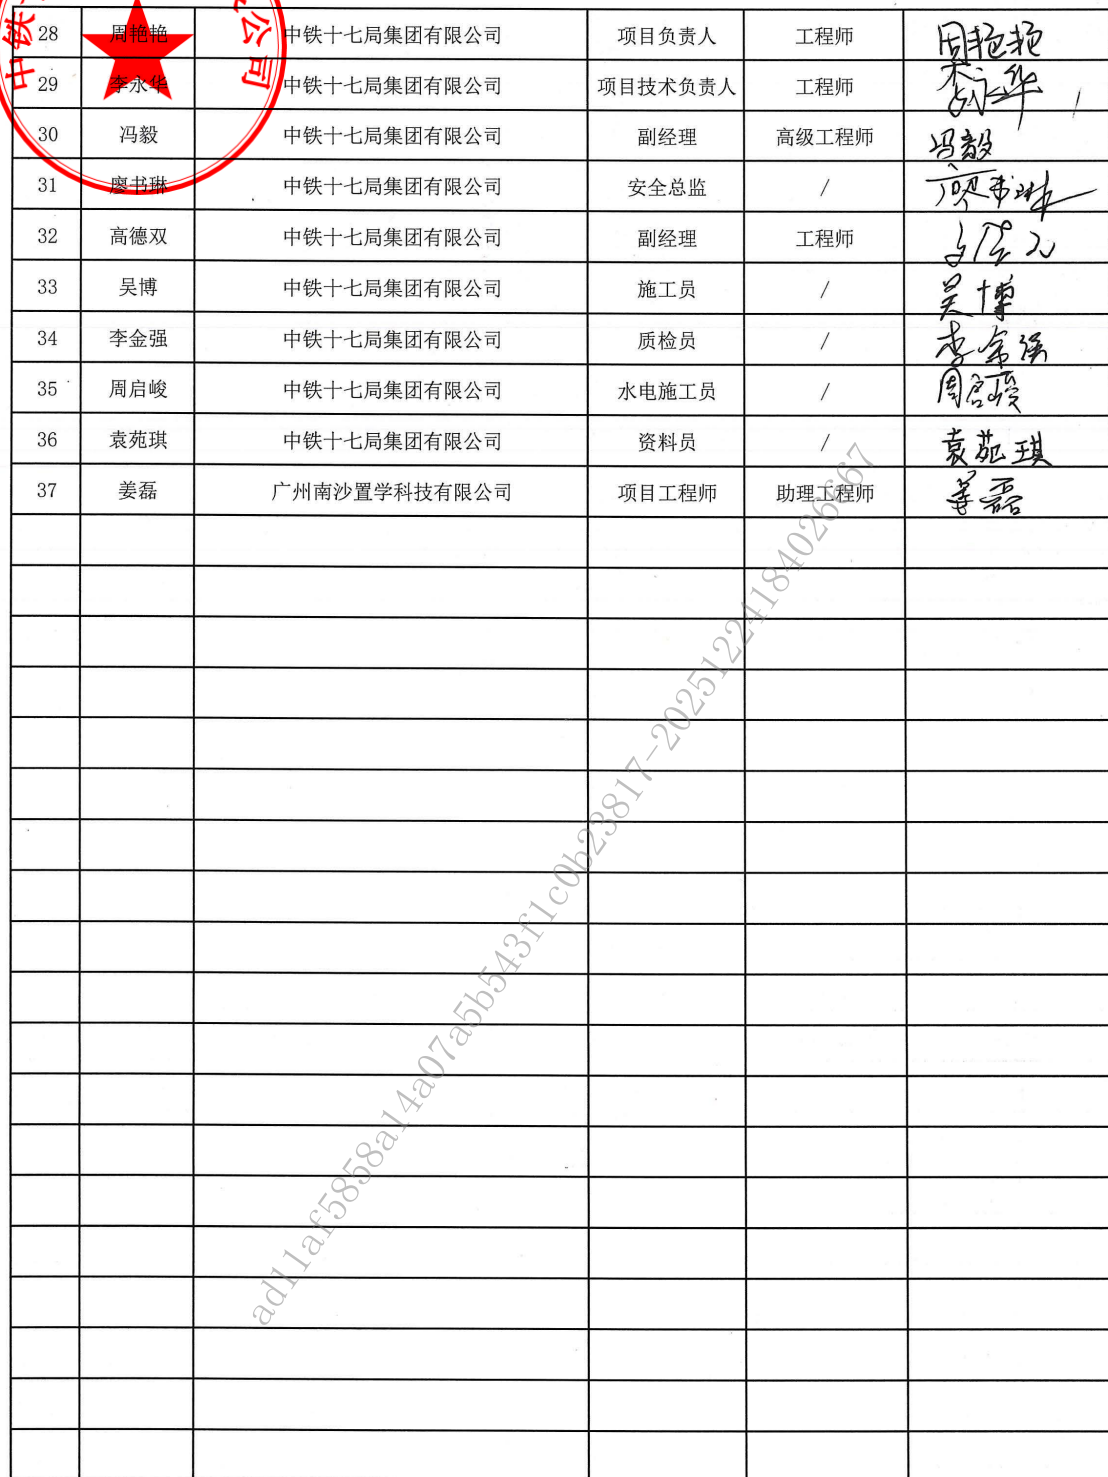 28 周艳艳 中铁十七局集团有限公司 项目负责人 工程师 周艳艳
29 李永华 中铁十七局集团有限公司 项目技术负责人 工程师 李永华
30 冯毅 中铁十七局集团有限公司 副经理 高级工程师 冯毅
31 廖书琳 中铁十七局集团有限公司 安全总监 / 廖书琳
32 高德双 中铁十七局集团有限公司 副经理 工程师
33 吴博 中铁十七局集团有限公司 施工员 / 吴博
34 李金强 中铁十七局集团有限公司 质检员 / 李金强
35 周启峻 中铁十七局集团有限公司 水电施工员 / 周启峻
36 袁苑琪 中铁十七局集团有限公司 资料员 / 袁苑琪
37 姜磊 广州南沙置学科技有限公司 项目工程师 助理工程师 姜磊
中铁
公司
ad11af5858a14a07a5b543f1c0b23817-20251224184026667